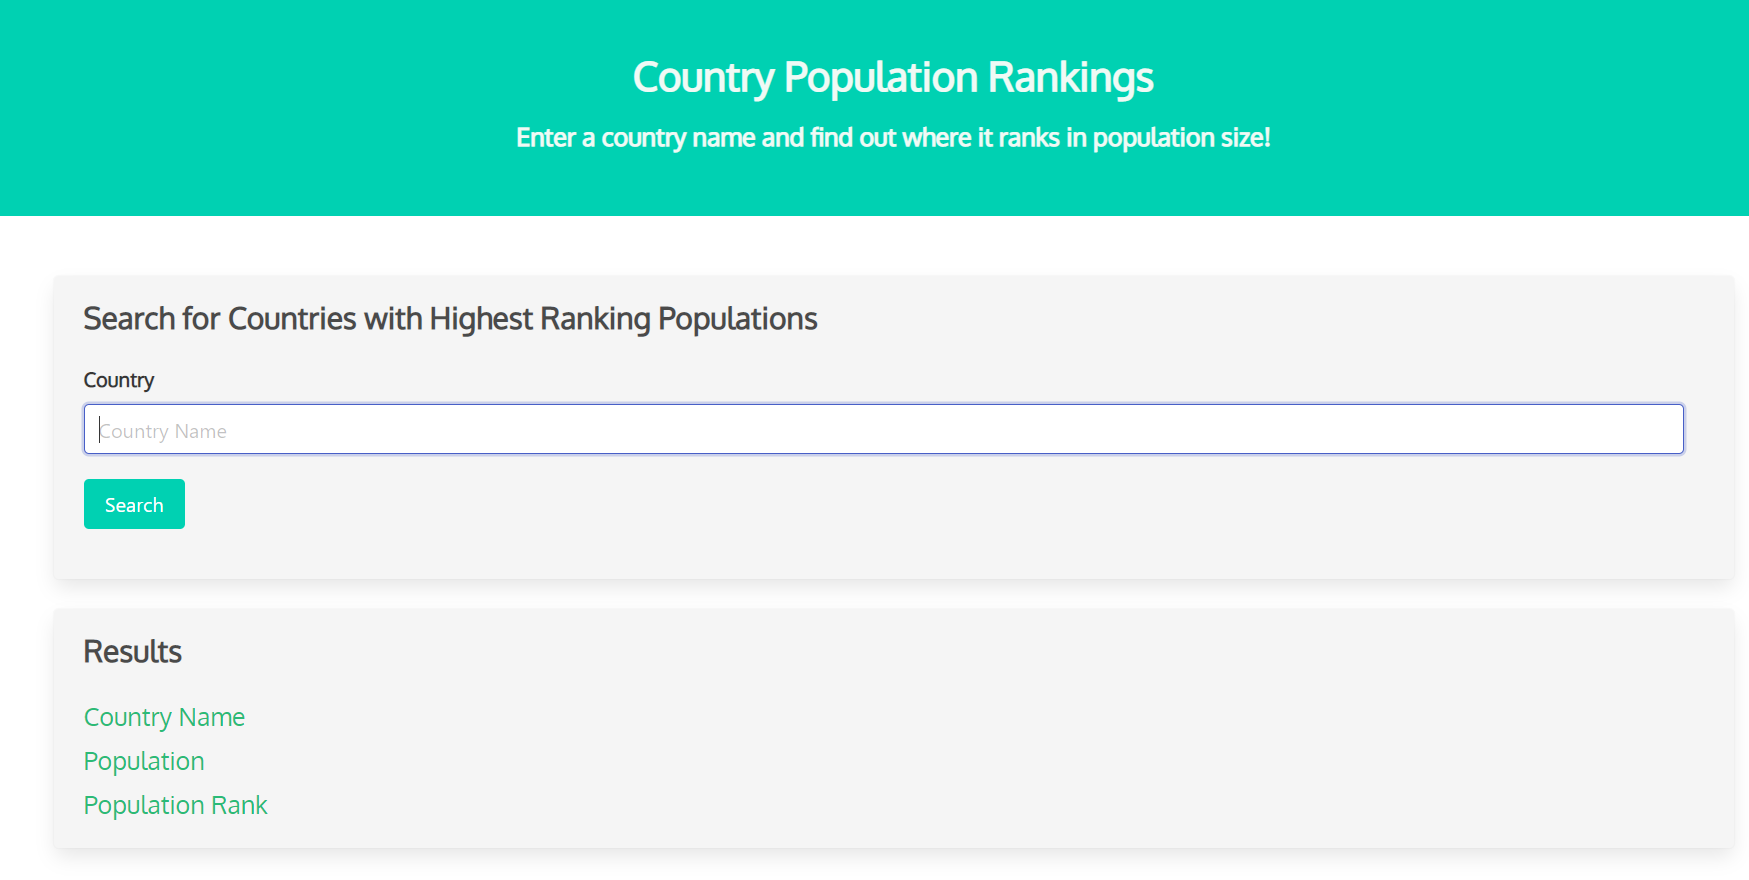 Country Population Rankings
Enter a country name and find out where it ranks in population size!
Search for Countries with Highest Ranking Populations
Country
Country Name
Search
Results
Country Name
Population
Population Rank